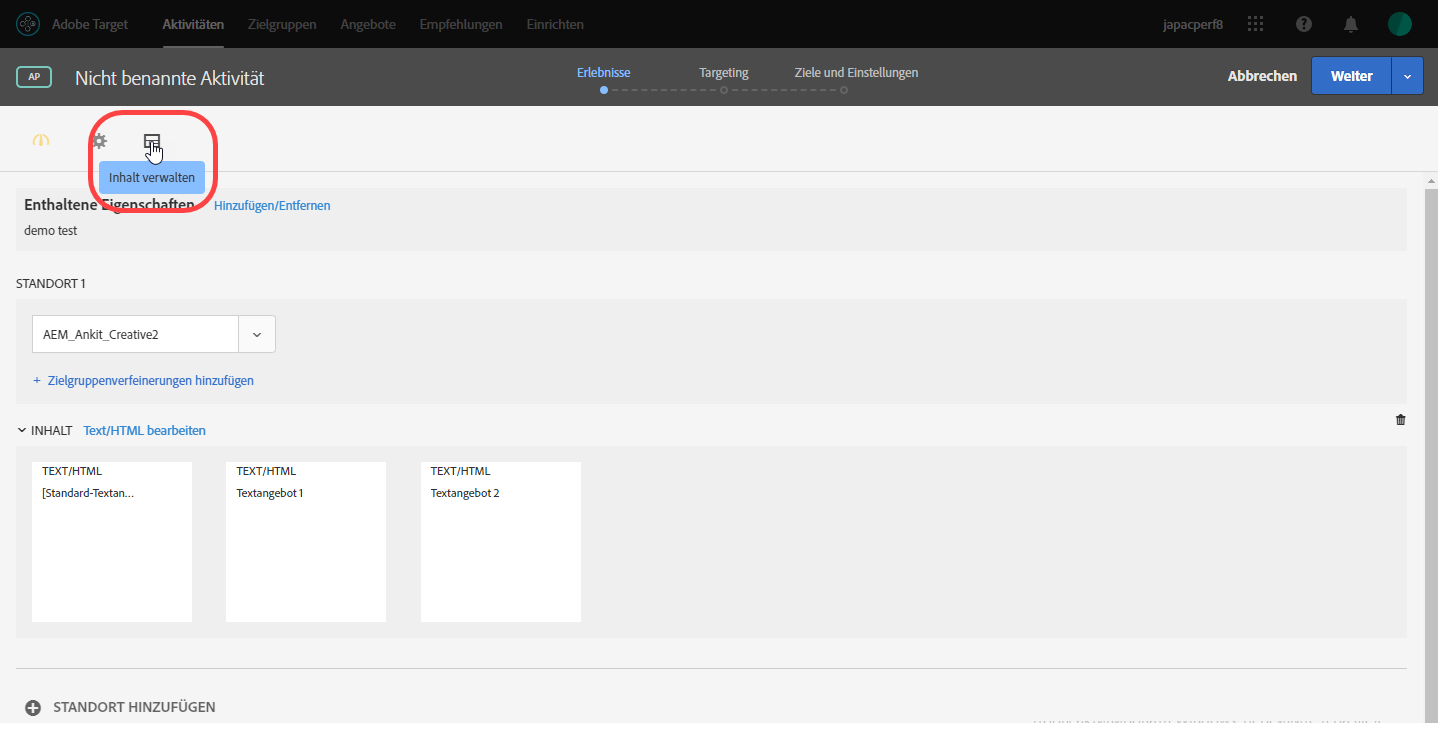 Adobe Target Aktivitäten Zielgruppen Angebote Empfehlungen Einrichten japacperf8
AP Nicht benannte Aktivität Erlebnisse Targeting Ziele und Einstellungen Abbrechen Weiter
Inhalt verwalten
Enthaltene Eigenschaften Hinzufügen/Entfernen
demo test
STANDORT 1
AEM_Ankit_Creative2
+ Zielgruppenverfeinerungen hinzufügen
INHALT Text/HTML bearbeiten
TEXT/HTML TEXT/HTML TEXT/HTML
[Standard-Textan... Textangebot 1 Textangebot 2
STANDORT HINZUFÜGEN